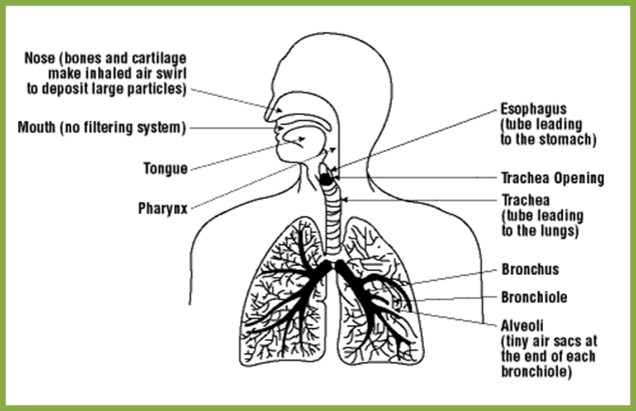 Nose (bones and cartilage
make inhaled air swirl
to deposit large particles)
Mouth (no filtering system)
Tongue
Pharynx
Esophagus
(tube leading
to the stomach)
Trachea Opening
Trachea
(tube leading
to the lungs)
Bronchus
Bronchiole
Alveoli
(tiny air sacs at
the end of each
bronchiole)